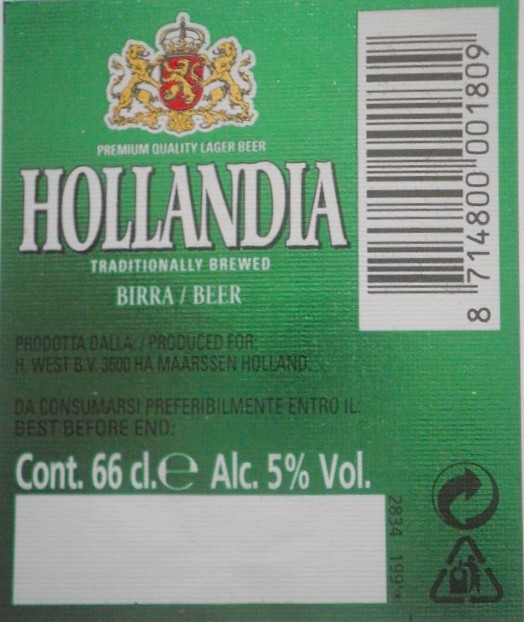 PREMIUM QUALITY LAGER BEER
HOLLANDIA
TRADITIONALLY BREWED
BIRRA / BEER
PRODOTTA DALLA: / PRODUCED FOR:
H. WEST B.V. 3600 HA MAARSSEN HOLLAND.
DA CONSUMARSI PREFERIBILMENTE ENTRO IL:
BEST BEFORE END:
Cont. 66 cl. e Alc. 5% Vol.
8 714800 001809
2834